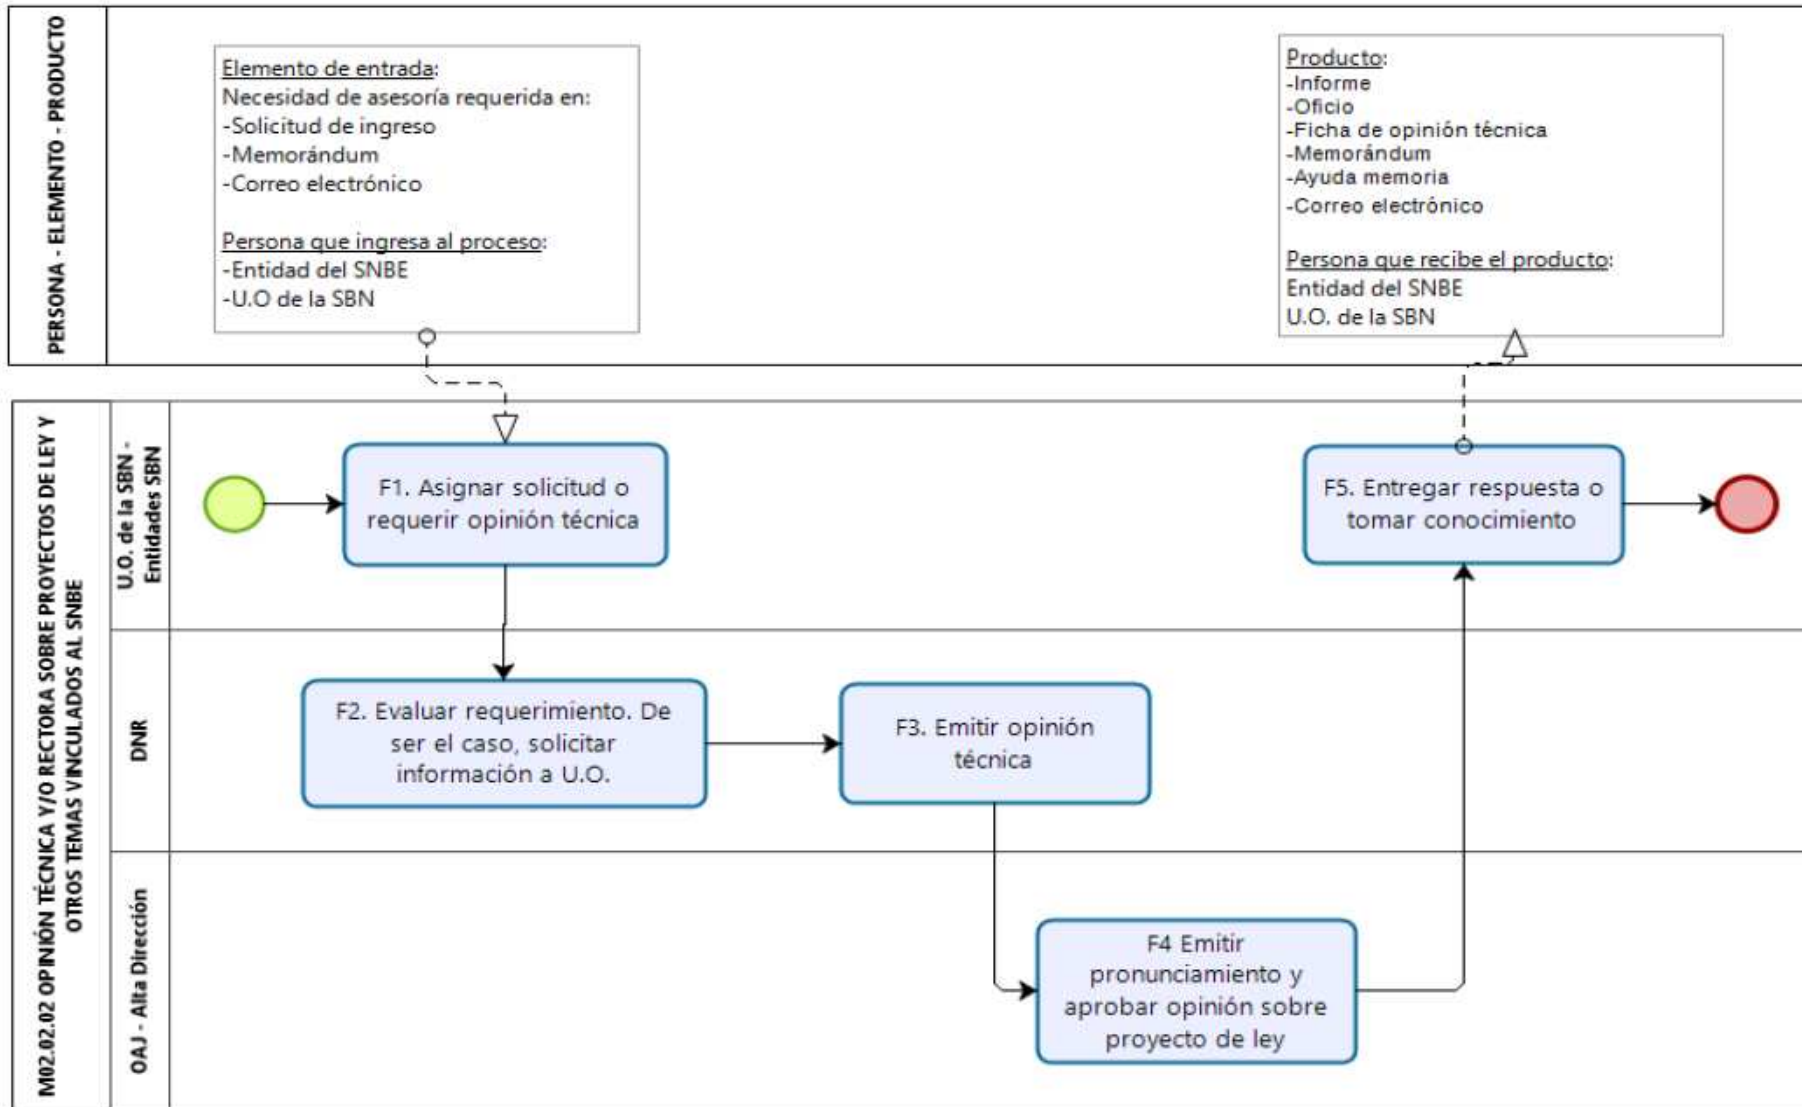 PERSONA - ELEMENTO - PRODUCTO
Elemento de entrada:
Necesidad de asesoría requerida en:
-Solicitud de ingreso
-Memorándum
-Correo electrónico
Persona que ingresa al proceso:
-Entidad del SNBE
-U.O de la SBN
Producto:
-Informe
-Oficio
-Ficha de opinión técnica
-Memorándum
-Ayuda memoria
-Correo electrónico
Persona que recibe el producto:
Entidad del SNBE
U.O. de la SBN
M02.02.02 OPINIÓN TÉCNICA Y/O RECTORA SOBRE PROYECTOS DE LEY Y
OTROS TEMAS VINCULADOS AL SNBE
U.O. de la SBN -
Entidades SBN
F1. Asignar solicitud o
requerir opinión técnica
F5. Entregar respuesta o
tomar conocimiento
DNR
F2. Evaluar requerimiento. De
ser el caso, solicitar
información a U.O.
F3. Emitir opinión
técnica
OAJ - Alta Dirección
F4 Emitir
pronunciamiento y
aprobar opinión sobre
proyecto de ley